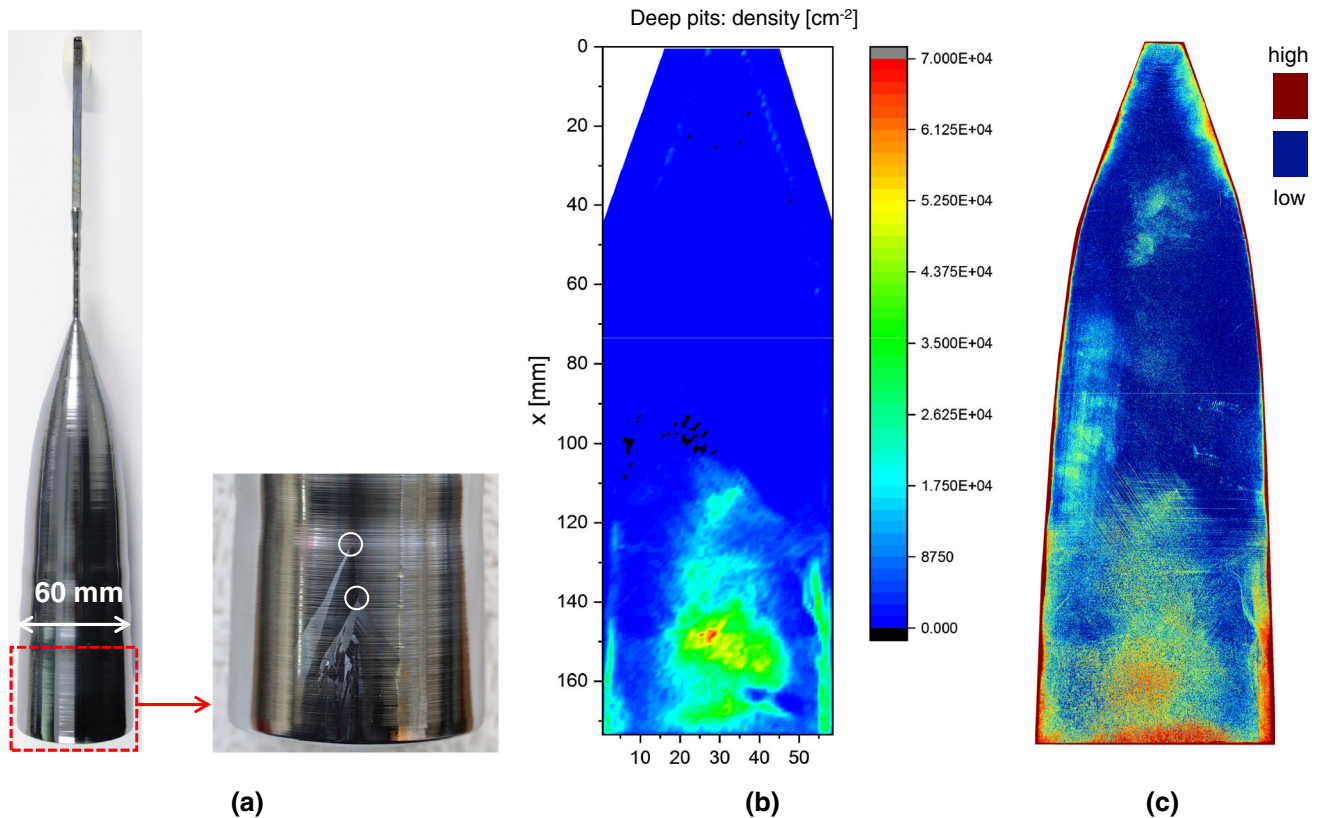 60 mm
(a)
Deep pits: density [cm⁻²]
x [mm]
0
20
40
60
80
100
120
140
160
10
20
30
40
50
7.000E+04
6.125E+04
5.250E+04
4.375E+04
3.500E+04
2.625E+04
1.750E+04
8750
0.000
(b)
high
low
(c)